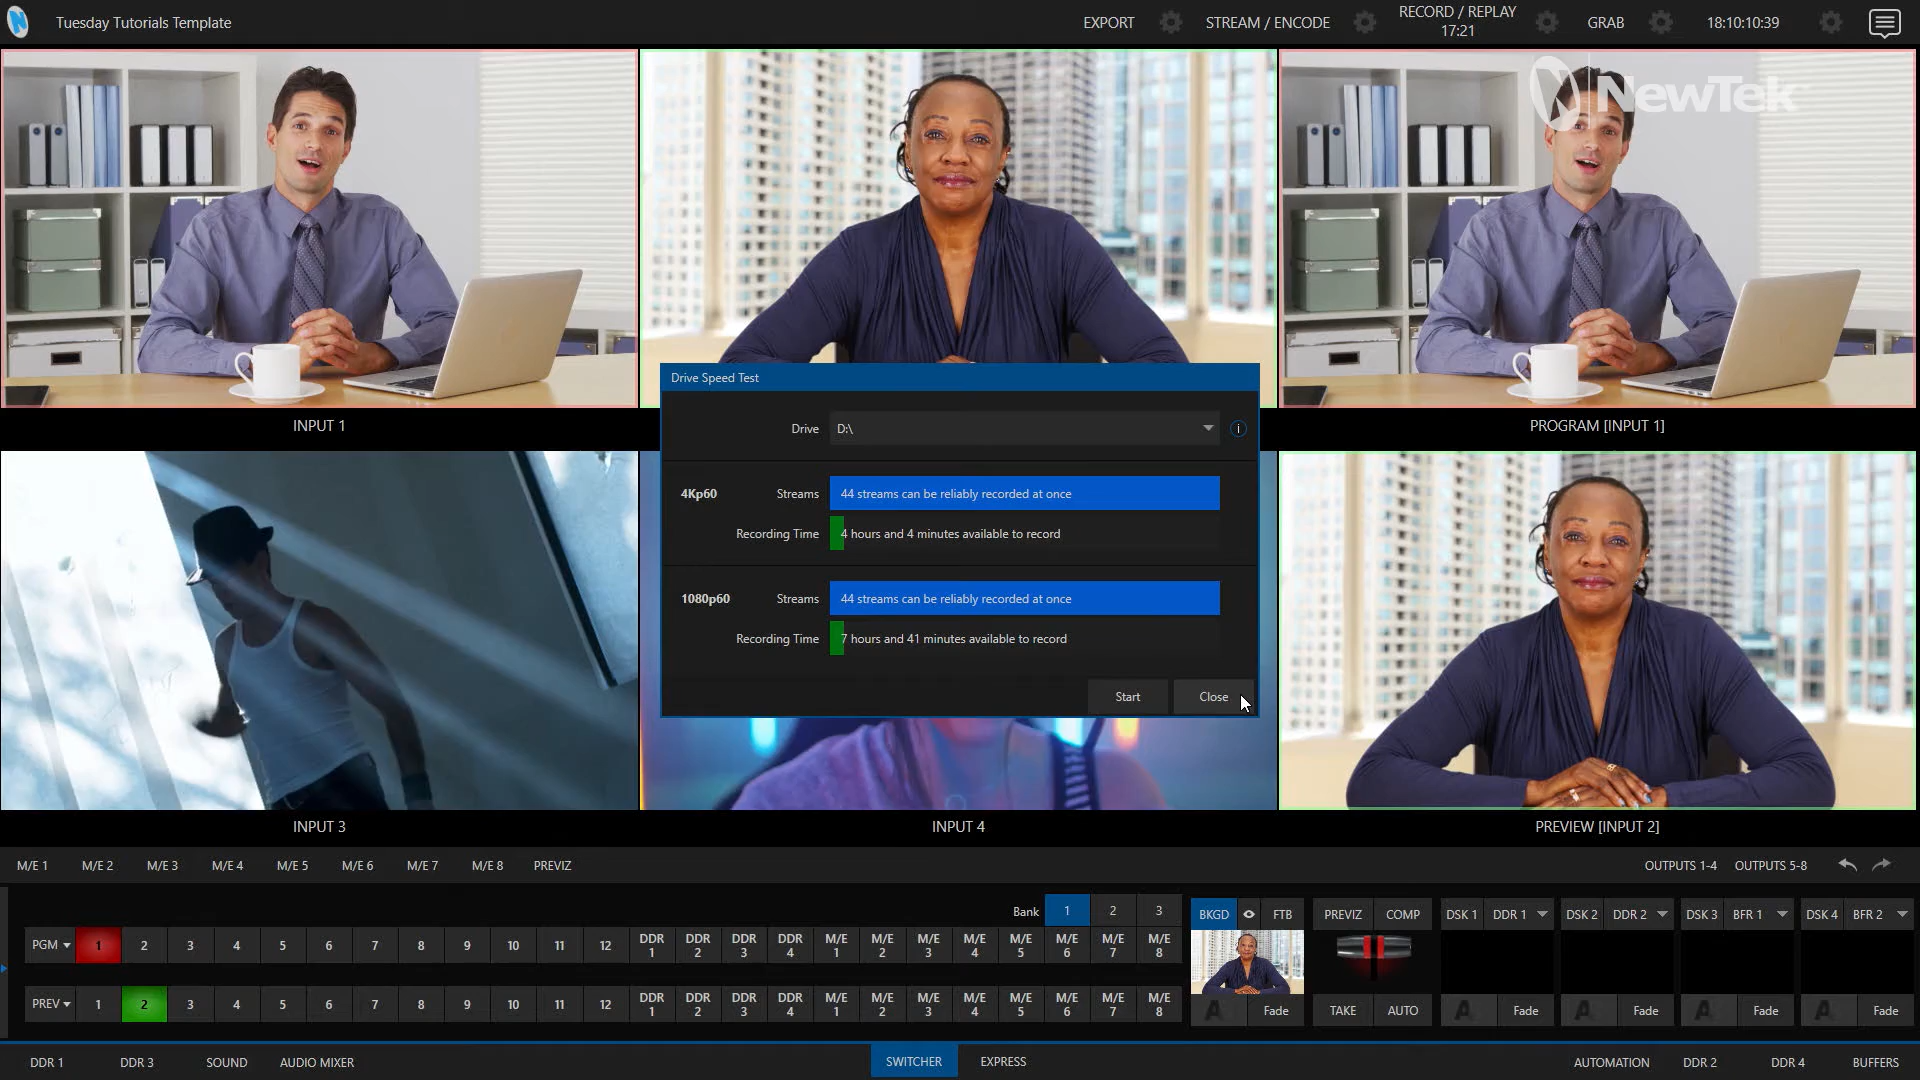 Tuesday Tutorials Template
EXPORT
STREAM / ENCODE
RECORD / REPLAY
17:21
GRAB
18:10:10:39
NewTek
INPUT 1
PROGRAM [INPUT 1]
Drive Speed Test
Drive D:\
4Kp60 Streams 44 streams can be reliably recorded at once
Recording Time 4 hours and 4 minutes available to record
1080p60 Streams 44 streams can be reliably recorded at once
Recording Time 7 hours and 41 minutes available to record
Start Close
INPUT 3
INPUT 4
PREVIEW [INPUT 2]
M/E 1 M/E 2 M/E 3 M/E 4 M/E 5 M/E 6 M/E 7 M/E 8 PREVIZ
OUTPUTS 1-4 OUTPUTS 5-8
Bank 1 2 3
PGM 1 2 3 4 5 6 7 8 9 10 11 12 DDR 1 DDR 2 DDR 3 DDR 4 M/E 1 M/E 2 M/E 3 M/E 4 M/E 5 M/E 6 M/E 7 M/E 8
PREV 1 2 3 4 5 6 7 8 9 10 11 12 DDR 1 DDR 2 DDR 3 DDR 4 M/E 1 M/E 2 M/E 3 M/E 4 M/E 5 M/E 6 M/E 7 M/E 8
BKGD FTB
A Fade
PREVIZ COMP
TAKE AUTO
DSK 1 DDR 1
A Fade
DSK 2 DDR 2
A Fade
DSK 3 BFR 1
A Fade
DSK 4 BFR 2
A Fade
DDR 1 DDR 3 SOUND AUDIO MIXER
SWITCHER EXPRESS
AUTOMATION DDR 2 DDR 4 BUFFERS